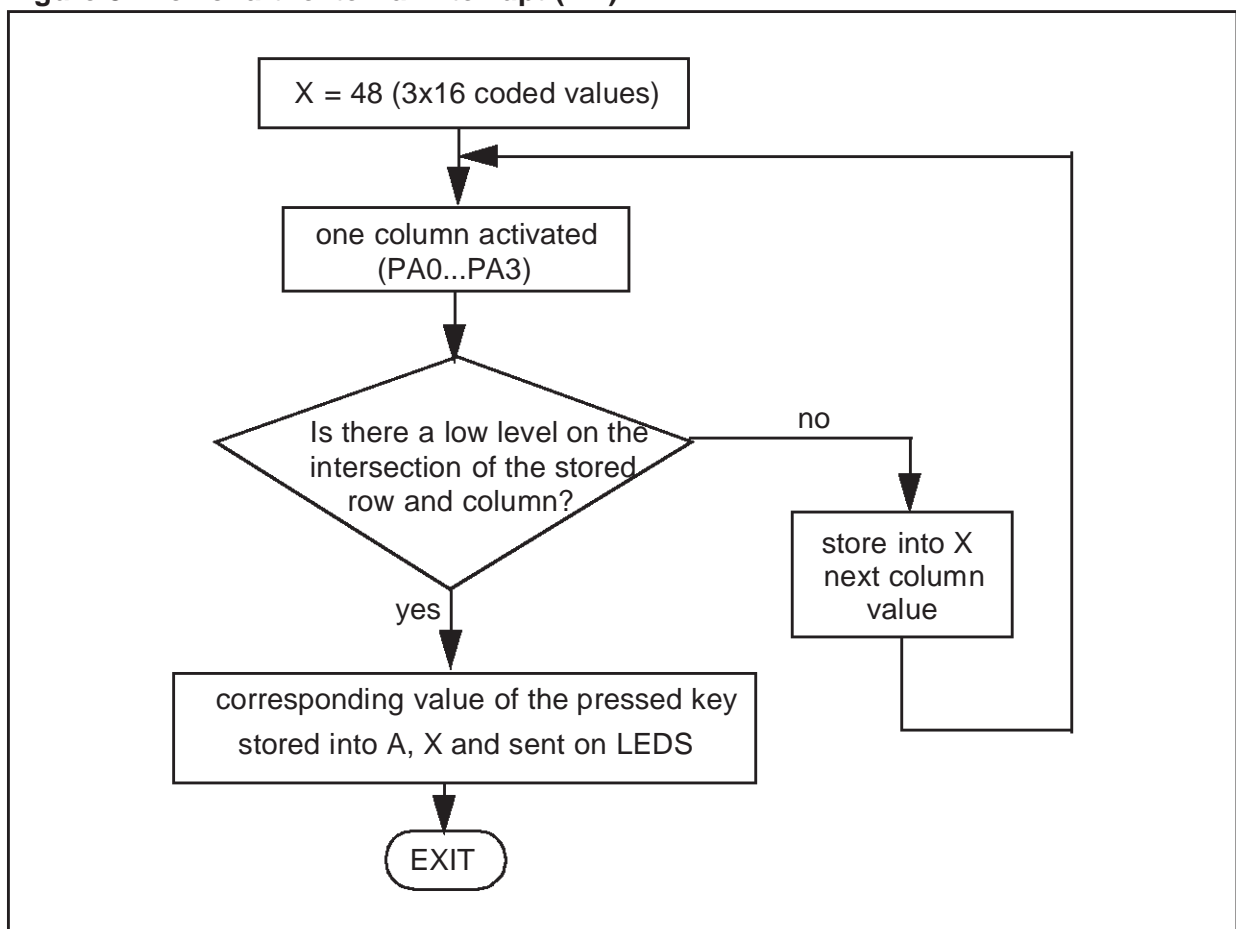 X = 48 (3x16 coded values)
one column activated
(PA0...PA3)
Is there a low level on the
intersection of the stored
row and column?
no
store into X
next column
value
yes
corresponding value of the pressed key
stored into A, X and sent on LEDS
EXIT